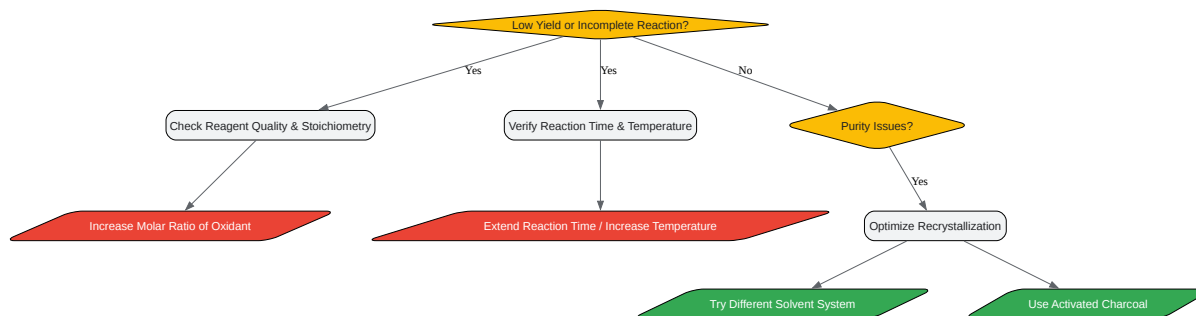 Low Yield or Incomplete Reaction?
Yes
Yes
No
Check Reagent Quality & Stoichiometry
Verify Reaction Time & Temperature
Purity Issues?
Yes
Increase Molar Ratio of Oxidant
Extend Reaction Time / Increase Temperature
Optimize Recrystallization
Try Different Solvent System
Use Activated Charcoal